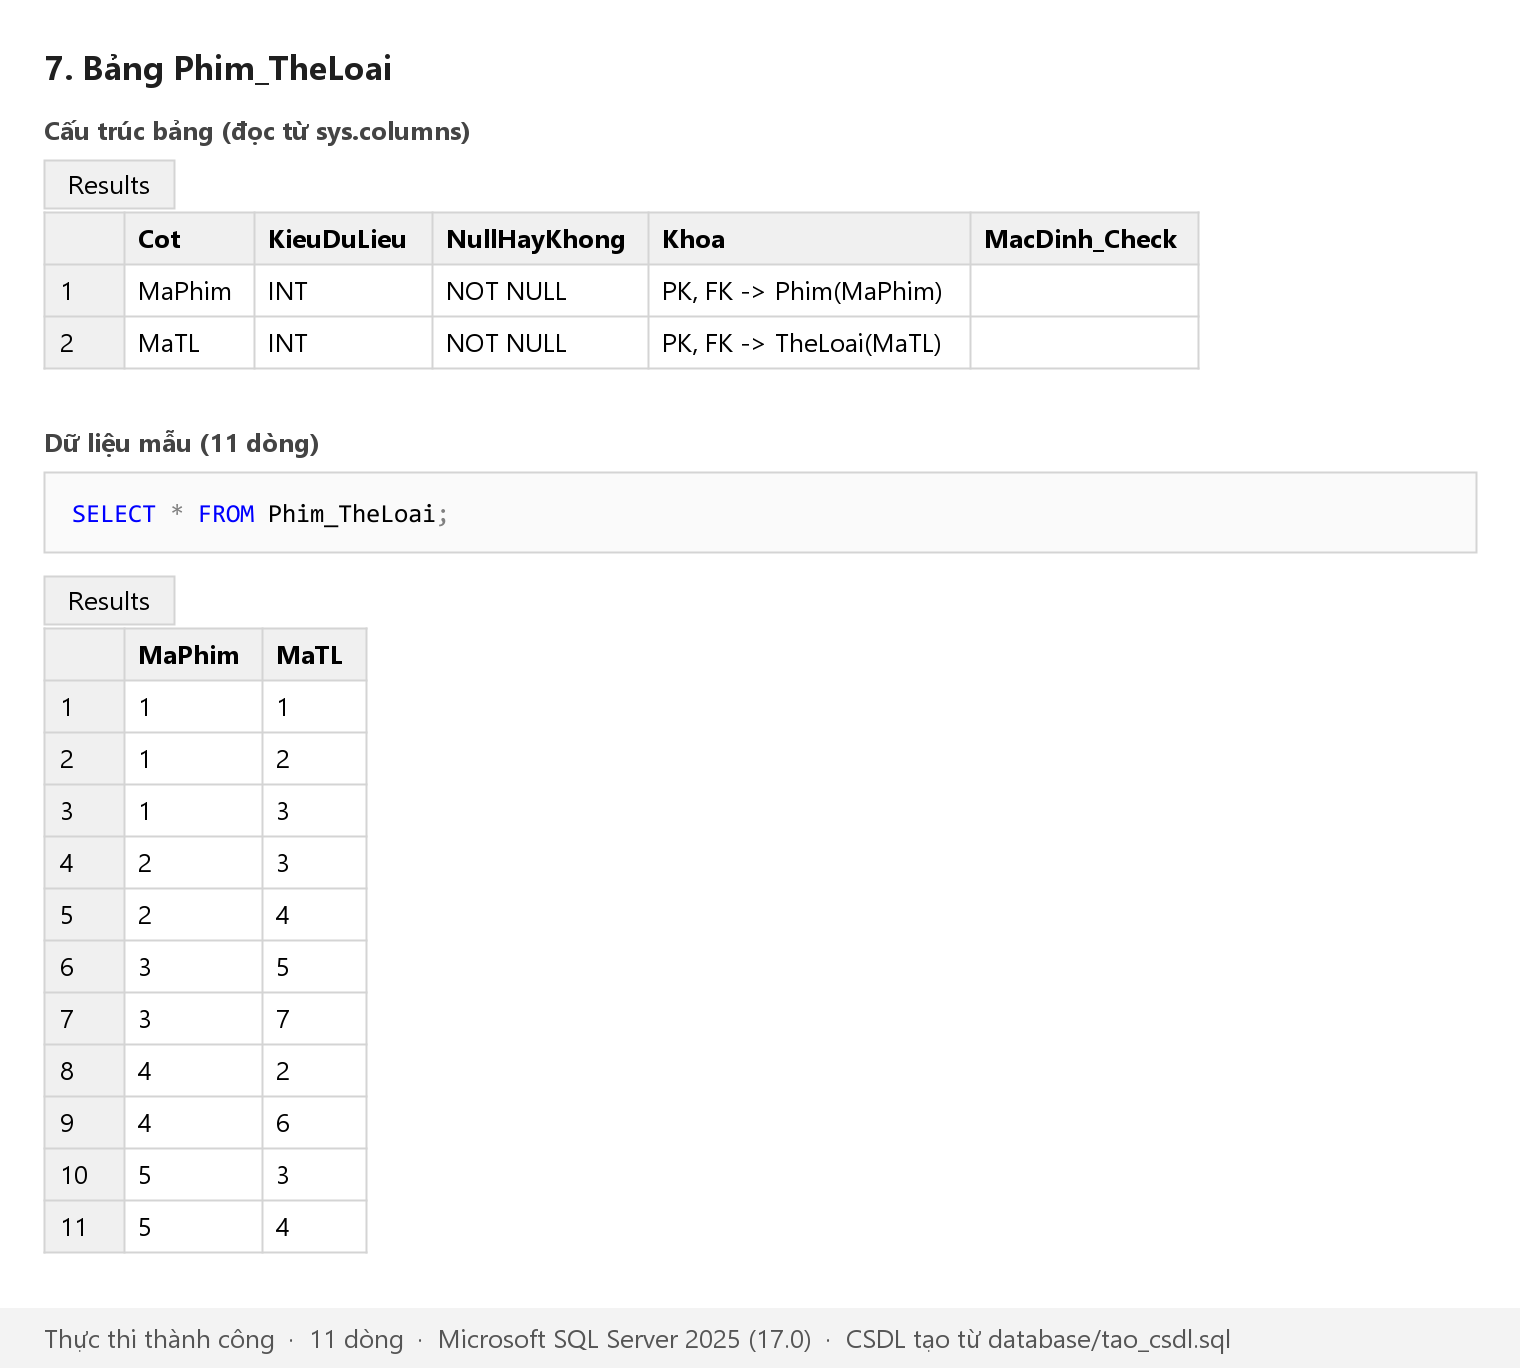 7. Bảng Phim_TheLoai
Cấu trúc bảng (đọc từ sys.columns)
Results
Cot KieuDuLieu NullHayKhong Khoa MacDinh_Check
1 MaPhim INT NOT NULL PK, FK -> Phim(MaPhim)
2 MaTL INT NOT NULL PK, FK -> TheLoai(MaTL)
Dữ liệu mẫu (11 dòng)
SELECT * FROM Phim_TheLoai;
Results
MaPhim MaTL
1 1 1
2 1 2
3 1 3
4 2 3
5 2 4
6 3 5
7 3 7
8 4 2
9 4 6
10 5 3
11 5 4
Thực thi thành công · 11 dòng · Microsoft SQL Server 2025 (17.0) · CSDL tạo từ database/tao_csdl.sql